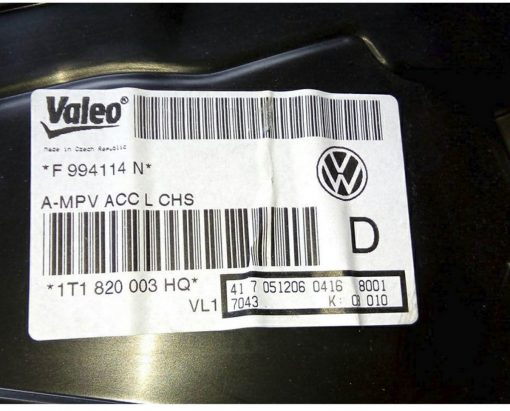 Valeo®
Made in Czech Republic
*F 994114 N*
A-MPV ACC L CHS
D
*1T1 820 003 HQ*
VL1
41 7 051206 0416 8001
7043 K: 010